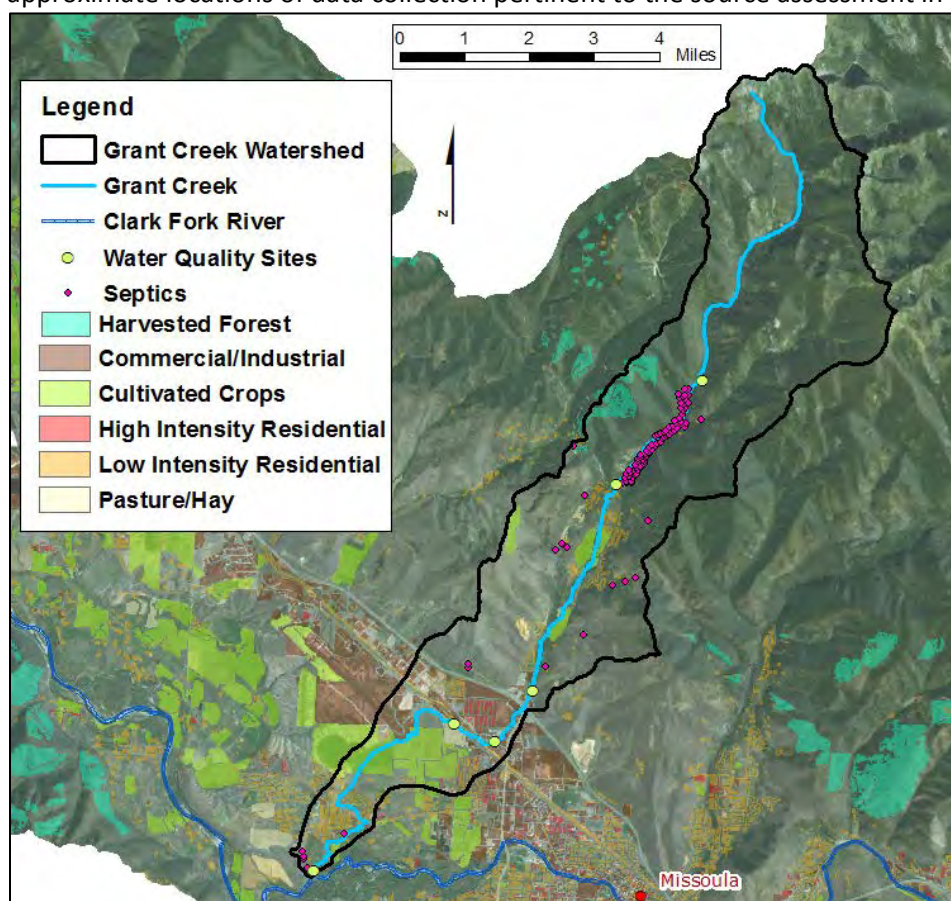 approximate locations of data collection pertinent to the source assessment in
0 1 2 3 4
Miles
Legend
Grant Creek Watershed
Grant Creek
Clark Fork River
Water Quality Sites
Septics
Harvested Forest
Commercial/Industrial
Cultivated Crops
High Intensity Residential
Low Intensity Residential
Pasture/Hay
N
Missoula